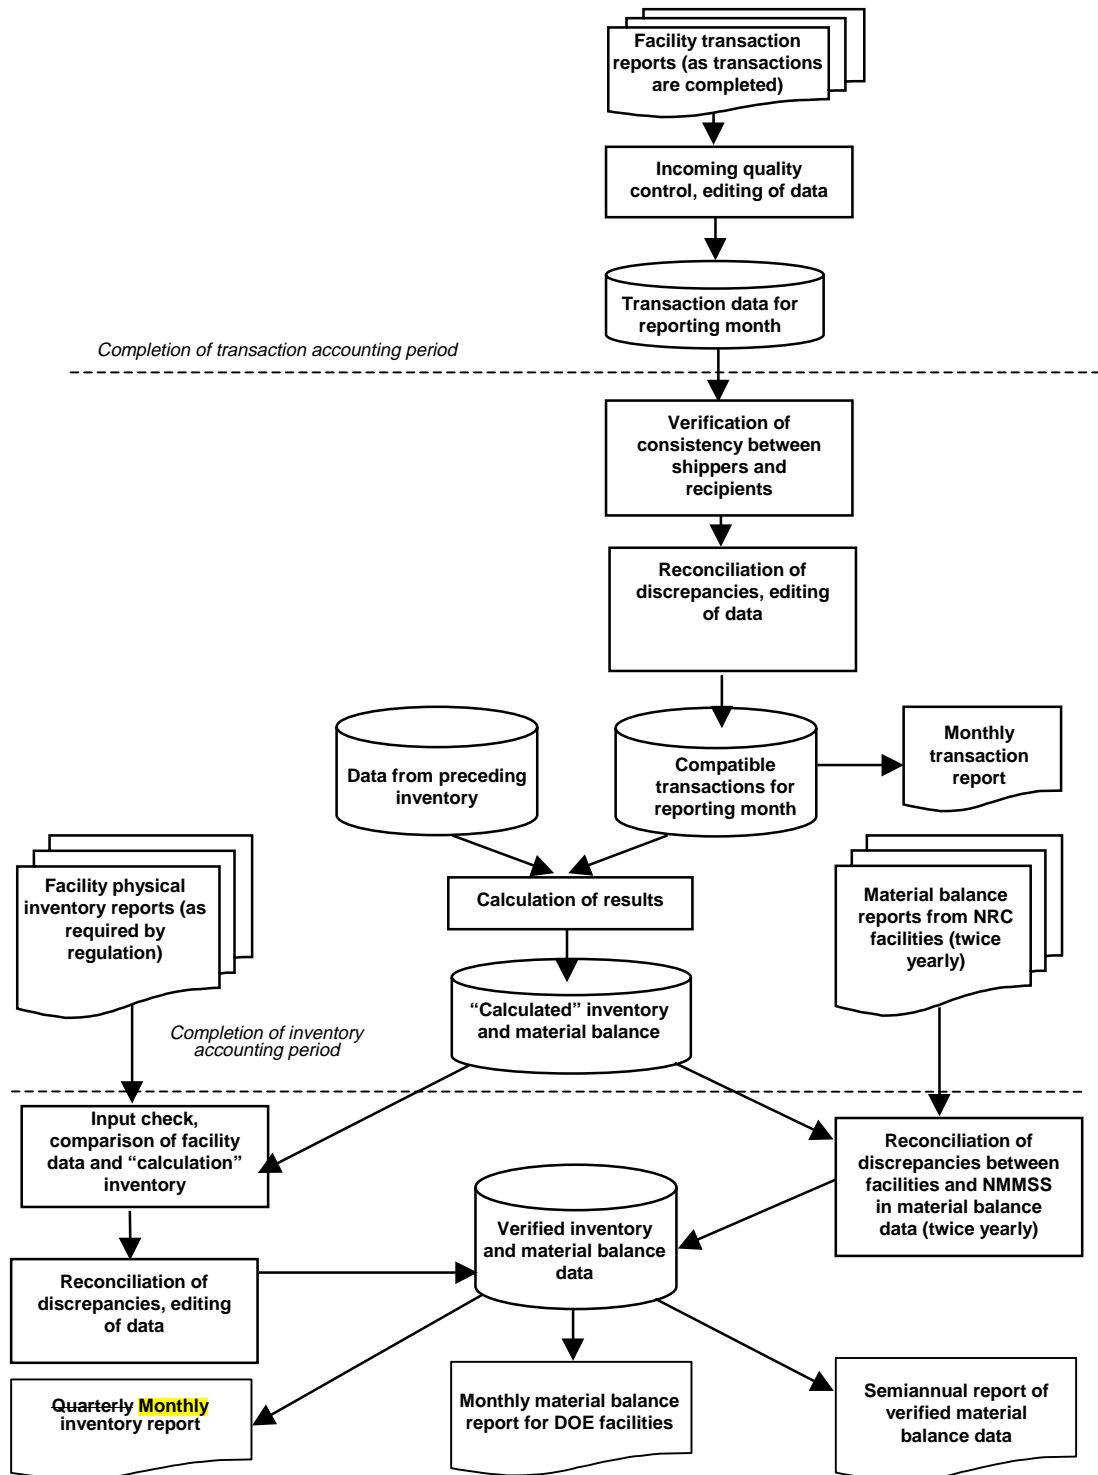 Facility transaction
reports (as transactions
are completed)
Incoming quality
control, editing of data
Transaction data for
reporting month
Completion of transaction accounting period
Verification of
consistency between
shippers and
recipients
Reconciliation of
discrepancies, editing
of data
Data from preceding
inventory
Compatible
transactions for
reporting month
Monthly
transaction
report
Facility physical
inventory reports (as
required by
regulation)
Calculation of results
Material balance
reports from NRC
facilities (twice
yearly)
“Calculated” inventory
and material balance
Completion of inventory
accounting period
Input check,
comparison of facility
data and “calculation”
inventory
Reconciliation of
discrepancies between
facilities and NMMSS
in material balance
data (twice yearly)
Verified inventory
and material balance
data
Reconciliation of
discrepancies, editing
of data
Quarterly Monthly
inventory report
Monthly material balance
report for DOE facilities
Semiannual report of
verified material
balance data